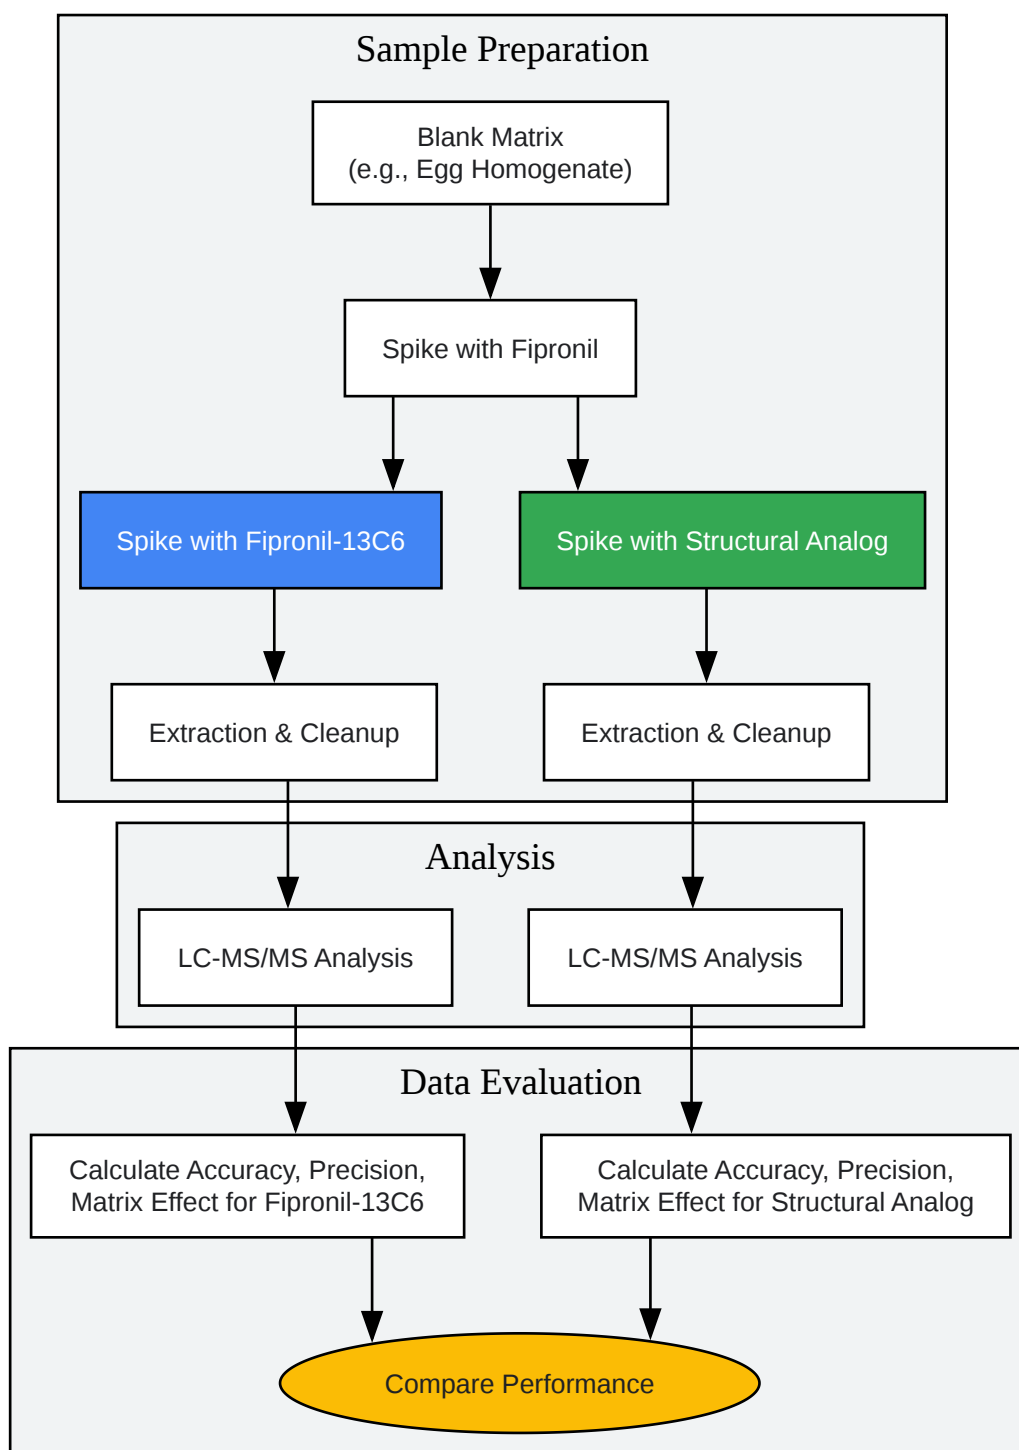 Sample Preparation
Blank Matrix
(e.g., Egg Homogenate)
Spike with Fipronil
Spike with Fipronil-13C6
Spike with Structural Analog
Extraction & Cleanup
Extraction & Cleanup
Analysis
LC-MS/MS Analysis
LC-MS/MS Analysis
Data Evaluation
Calculate Accuracy, Precision,
Matrix Effect for Fipronil-13C6
Calculate Accuracy, Precision,
Matrix Effect for Structural Analog
Compare Performance